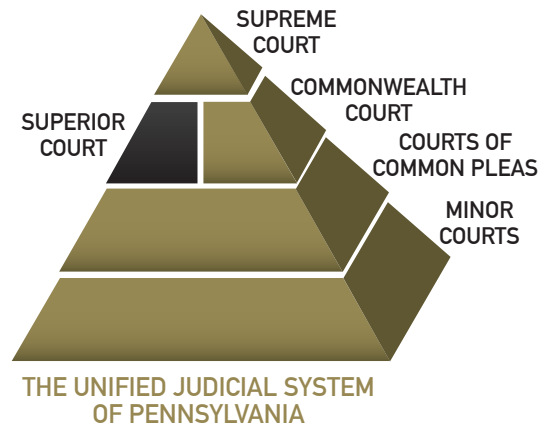 SUPREME
COURT
COMMONWEALTH
COURT
SUPERIOR
COURT
COURTS OF
COMMON PLEAS
MINOR
COURTS
THE UNIFIED JUDICIAL SYSTEM
OF PENNSYLVANIA